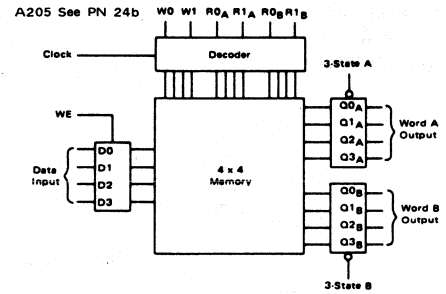 A205 See PN 24b
W0 W1 R0A R1A R0B R1B
Clock
Decoder
3-State A
WE
Data
Input
D0
D1
D2
D3
4 x 4
Memory
Q0A
Q1A
Q2A
Q3A
Word A
Output
Q0B
Q1B
Q2B
Q3B
Word B
Output
3-State B